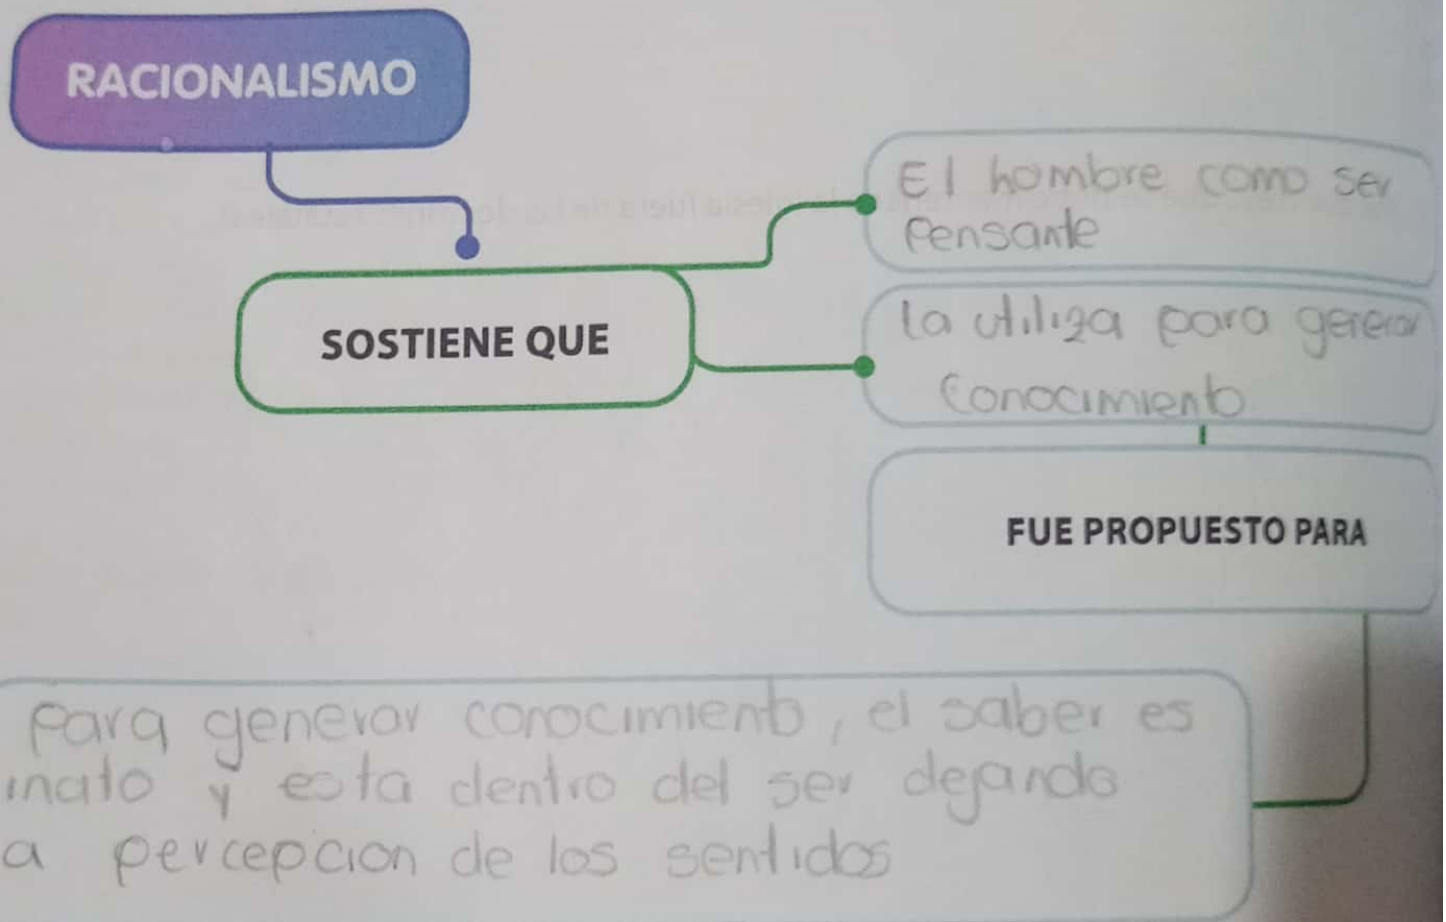 RACIONALISMO
El hombre como ser
pensante
SOSTIENE QUE
la utiliza para generar
Conocimiento
FUE PROPUESTO PARA
para generar conocimiento, el saber es
inato y esta dentro del ser dejando
a percepcion de los sentidos